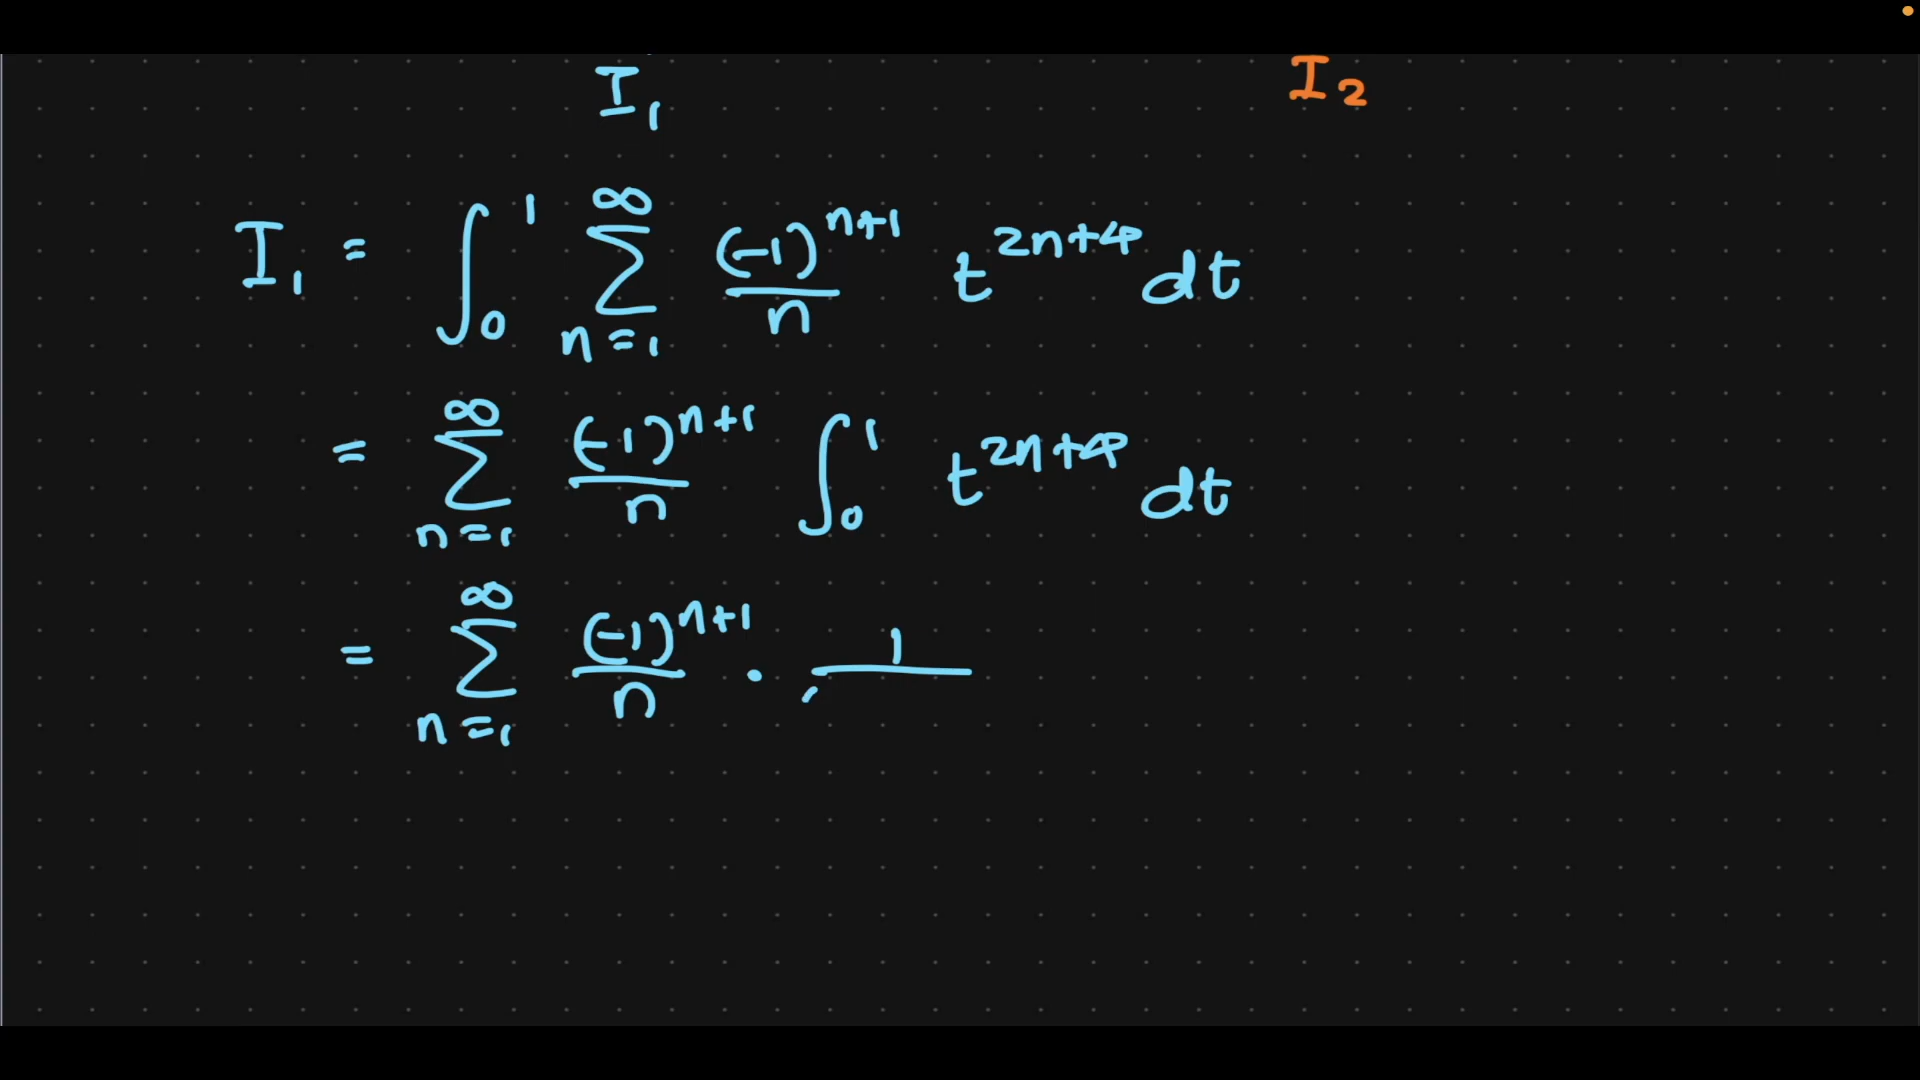 I₁ I₂
I₁ = ∫₀¹ ∑_{n=1}^{∞} (-1)^{n+1}/n t^{2n+4} dt
= ∑_{n=1}^{∞} (-1)^{n+1}/n ∫₀¹ t^{2n+4} dt
= ∑_{n=1}^{∞} (-1)^{n+1}/n · 1/